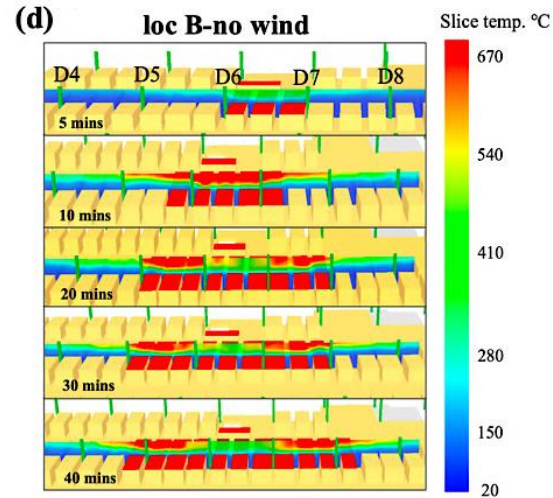 (d)
loc B-no wind
Slice temp. °C
D4 D5 D6 D7 D8
5 mins
10 mins
20 mins
30 mins
40 mins
670
540
410
280
150
20